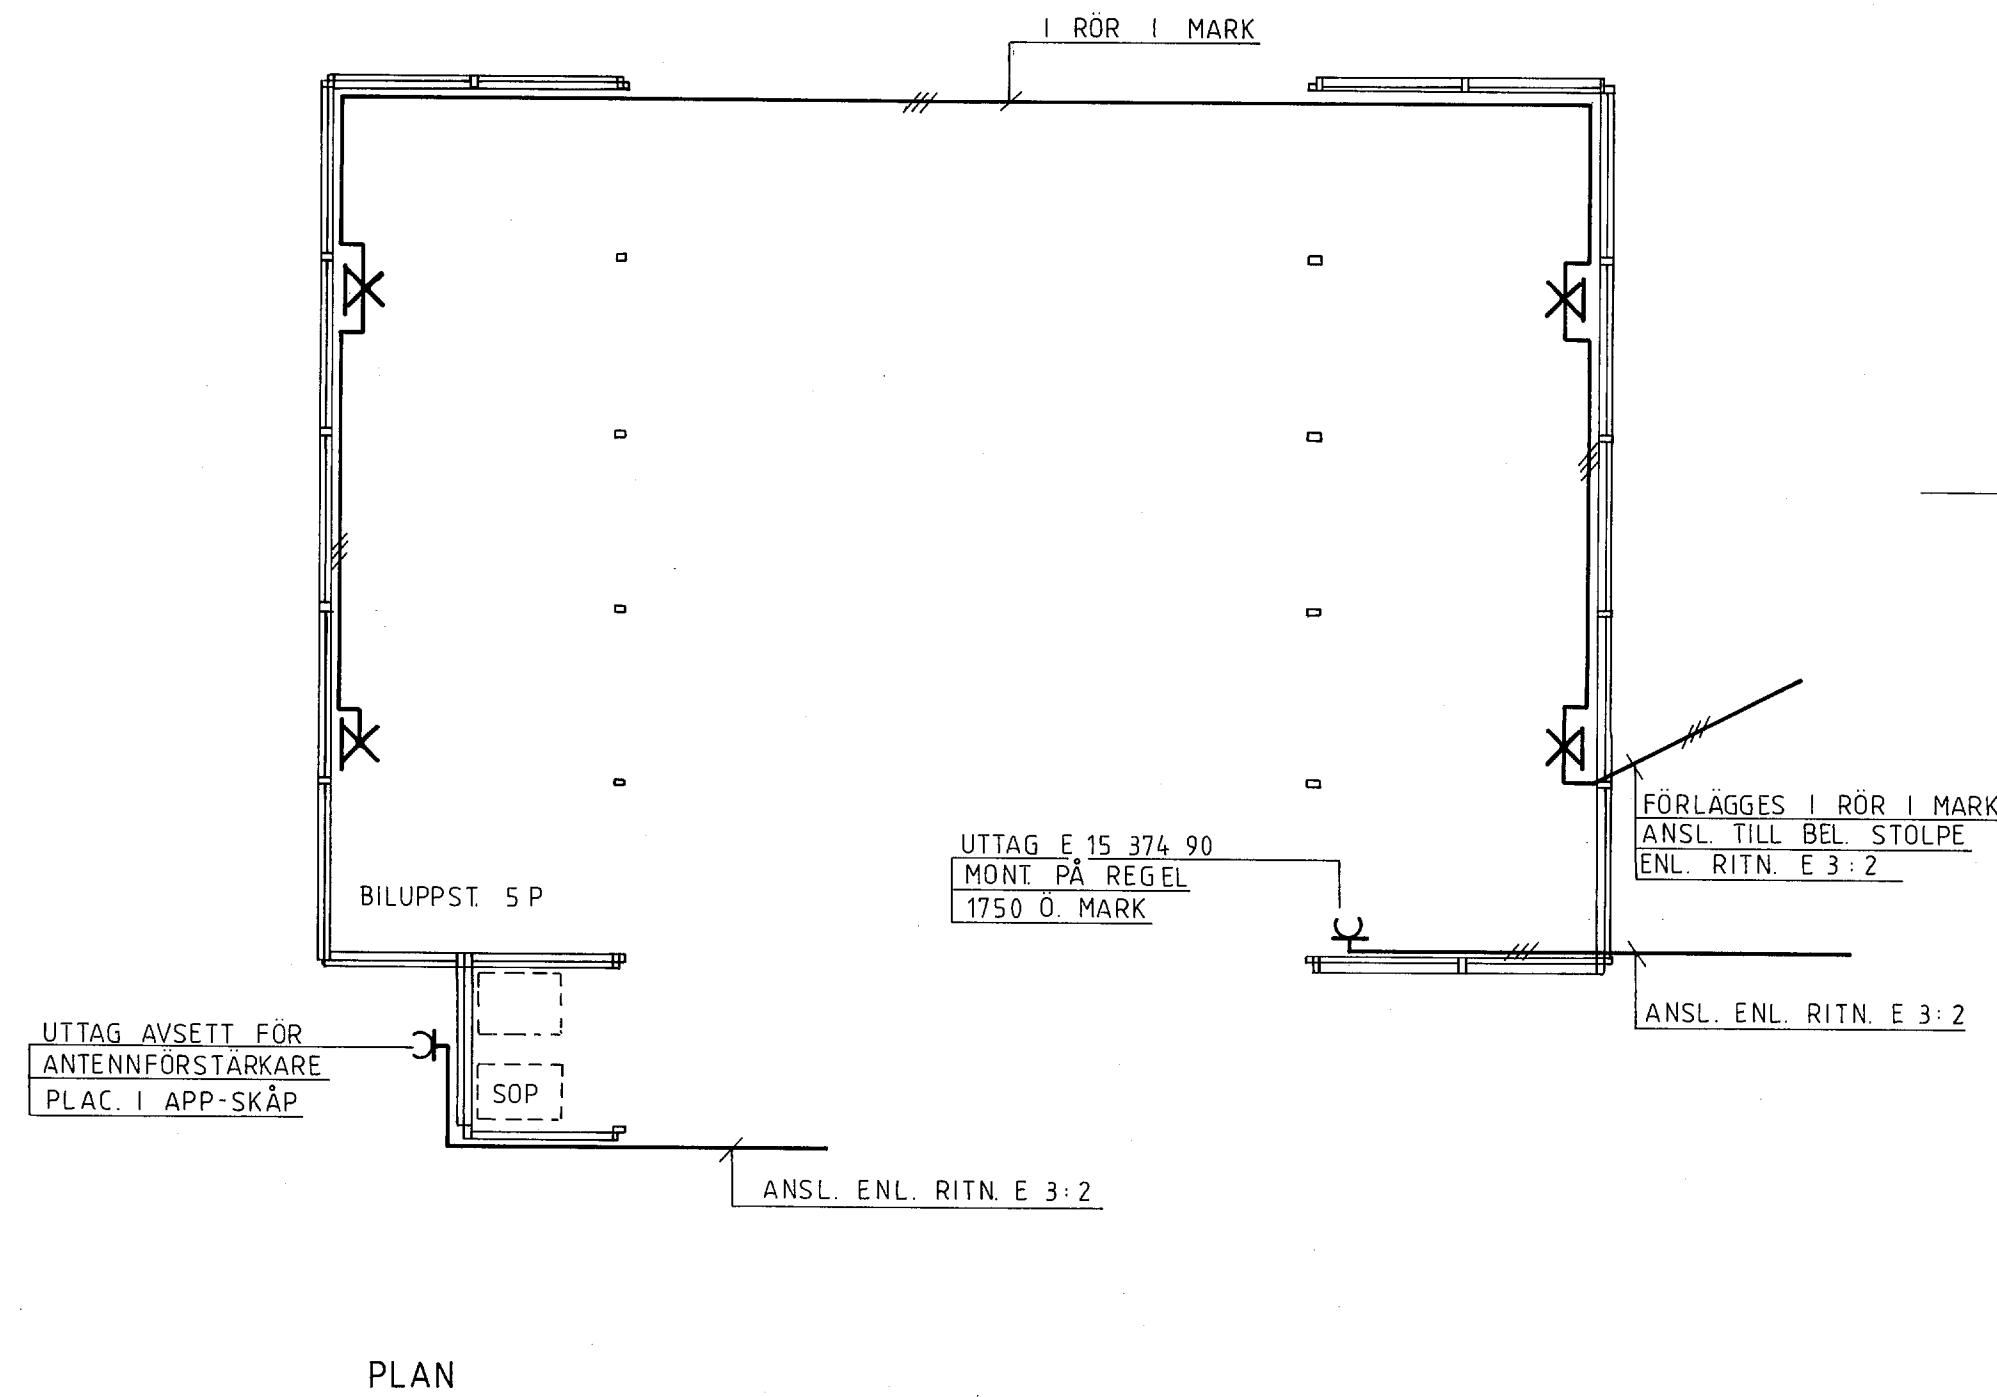 I RÖR I MARK
FÖRLÄGGES I RÖR I MARK
ANSL. TILL BEL. STOLPE
ENL. RITN. E 3:2
UTTAG E 15 374 90
MONT. PÅ REGEL
1750 Ö. MARK
BILUPPST. 5 P
ANSL. ENL. RITN. E 3:2
UTTAG AVSETT FÖR
ANTENNFÖRSTÄRKARE
PLAC. I APP-SKÅP
SOP
ANSL. ENL. RITN. E 3:2
PLAN